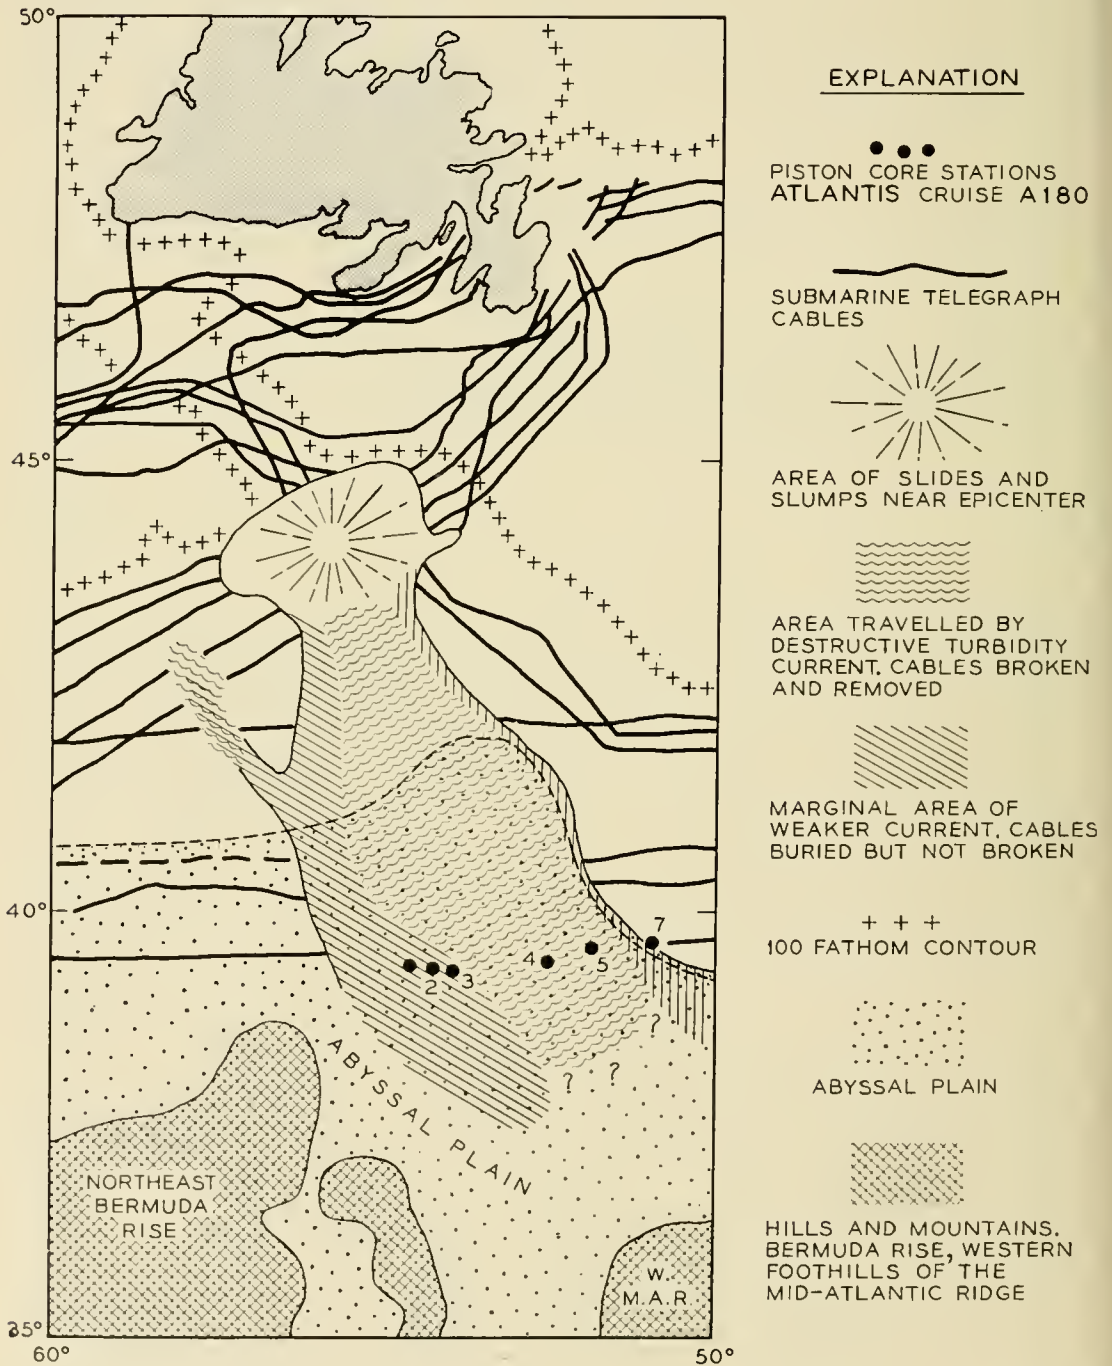 50°
45°
40°
35°
60°
50°
2
3
4
5
7
?
?
?
ABYSSAL PLAIN
NORTHEAST
BERMUDA
RISE
W.
M.A.R.
EXPLANATION
PISTON CORE STATIONS
ATLANTIS CRUISE A180
SUBMARINE TELEGRAPH
CABLES
AREA OF SLIDES AND
SLUMPS NEAR EPICENTER
AREA TRAVELLED BY
DESTRUCTIVE TURBIDITY
CURRENT. CABLES BROKEN
AND REMOVED
MARGINAL AREA OF
WEAKER CURRENT. CABLES
BURIED BUT NOT BROKEN
100 FATHOM CONTOUR
ABYSSAL PLAIN
HILLS AND MOUNTAINS.
BERMUDA RISE, WESTERN
FOOTHILLS OF THE
MID-ATLANTIC RIDGE